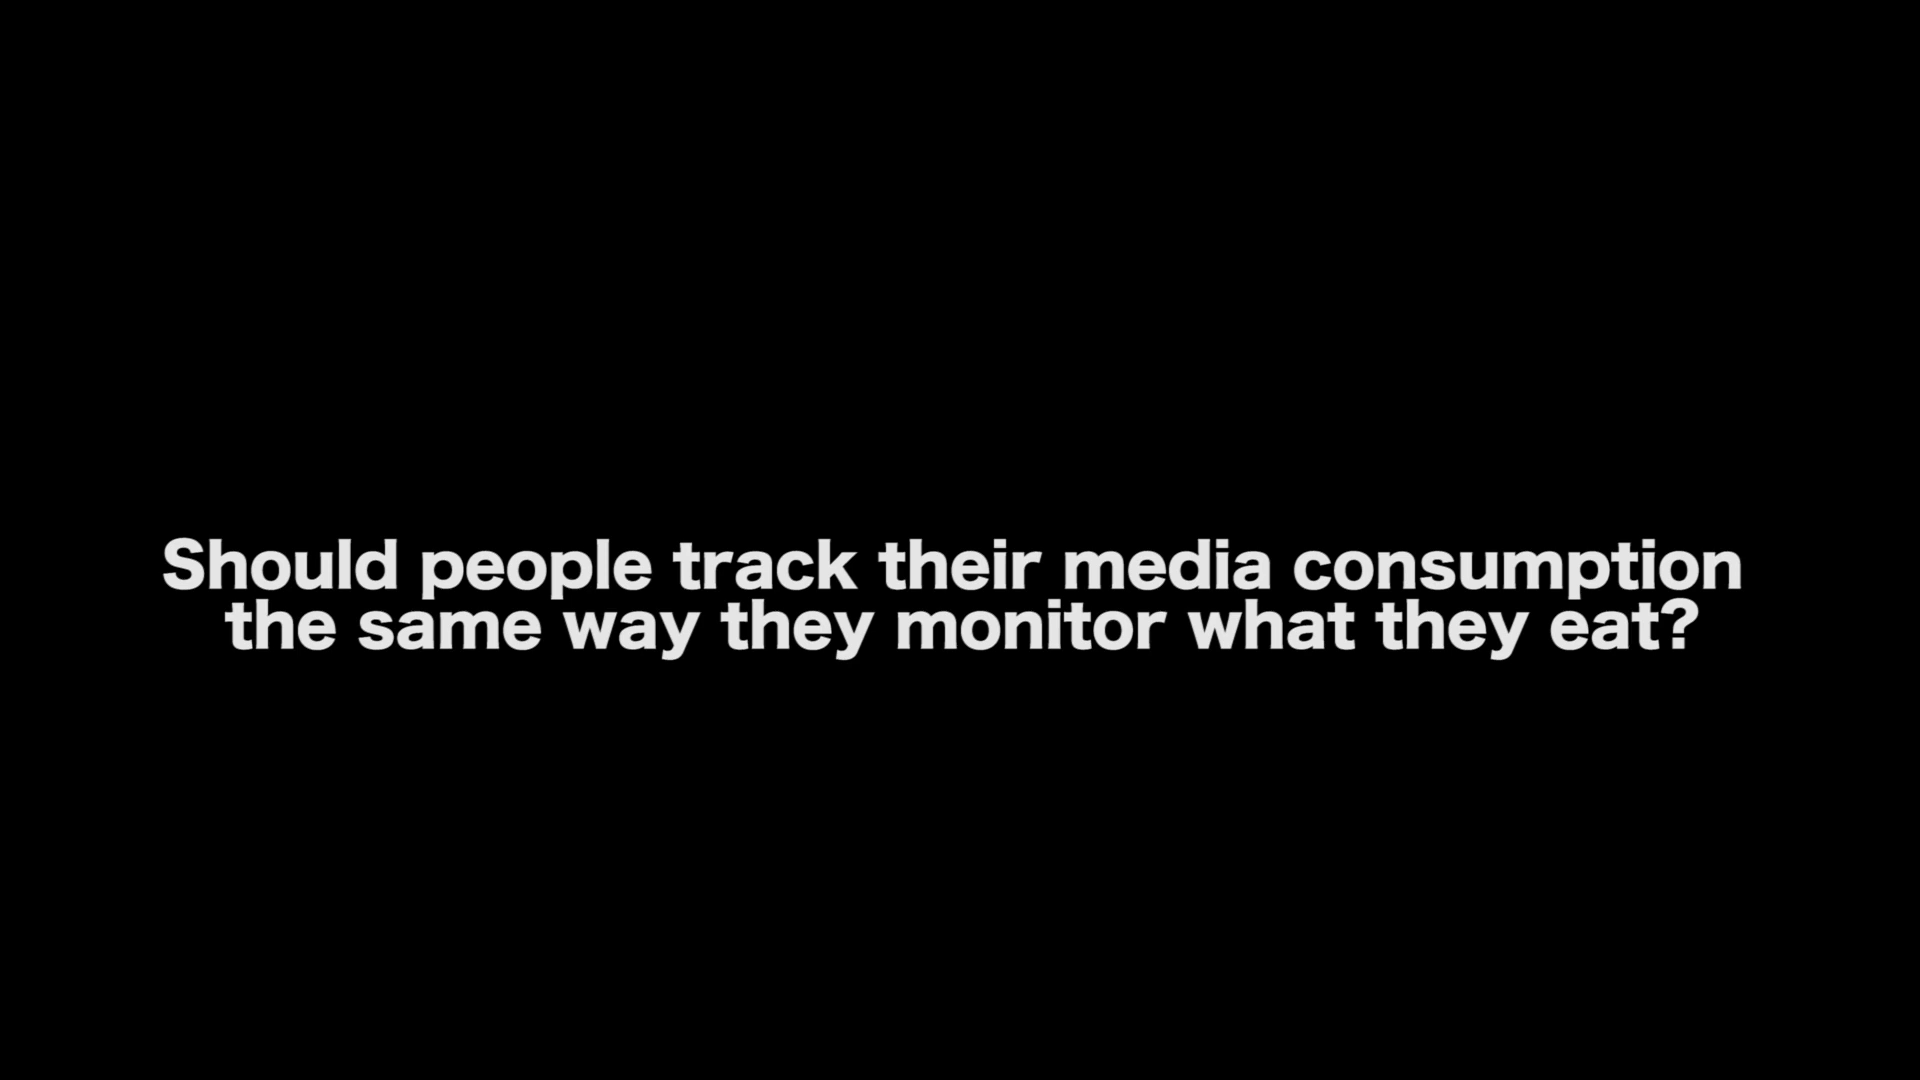 Should people track their media consumption
the same way they monitor what they eat?